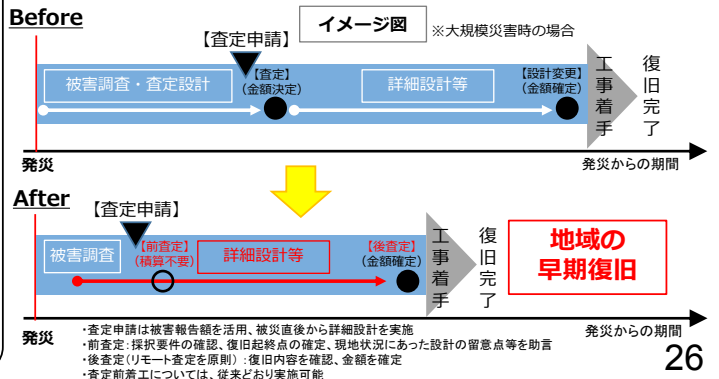 Before
イメージ図
※大規模災害時の場合
【査定申請】
被害調査・査定設計
【査定】
(金額決定)
詳細設計等
【設計変更】
(金額確定)
工事着手
復旧完了
発災
発災からの期間
After
【査定申請】
被害調査
【前査定】
(積算不要)
詳細設計等
【後査定】
(金額確定)
工事着手
復旧完了
地域の
早期復旧
発災
発災からの期間
・査定申請は被害報告額を活用、被災直後から詳細設計を実施
・前査定：採択要件の確認、復旧起終点の確定、現地状況にあった設計の留意点等を助言
・後査定(リモート査定を原則)：復旧内容を確認、金額を確定
・査定前着工については、従来どおり実施可能
26